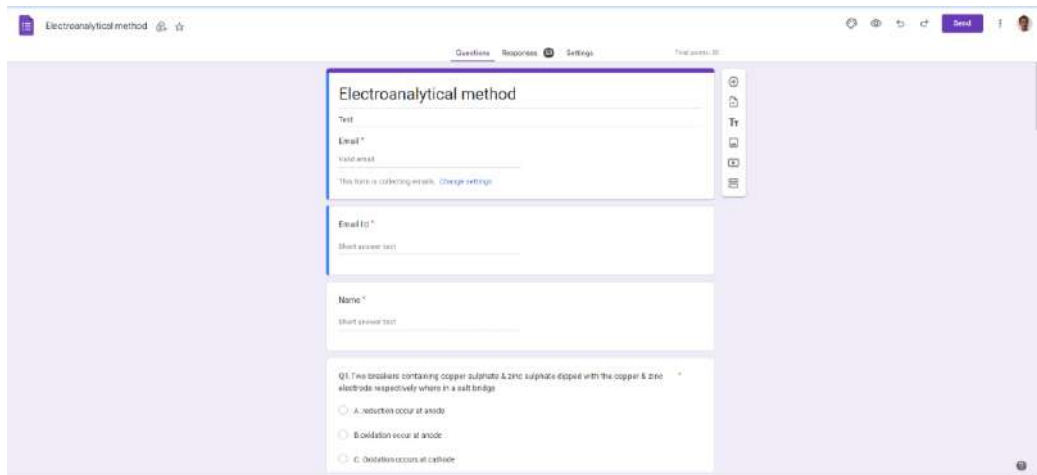 Electroanalytical method
Send
Questions Responses Settings
Total points: 
Electroanalytical method
Test
Email *
Valid email
This form is collecting emails. Change settings
Email Id *
Short answer text
Name *
Short answer text
Q1. Two breakers containing copper sulphate & zinc sulphate dipped with the copper & zine *
electrode respectively where in a salt bridge
A. reduction occur at anode
B.oxidation occur at anode
C. Oxidation occurs at cathode